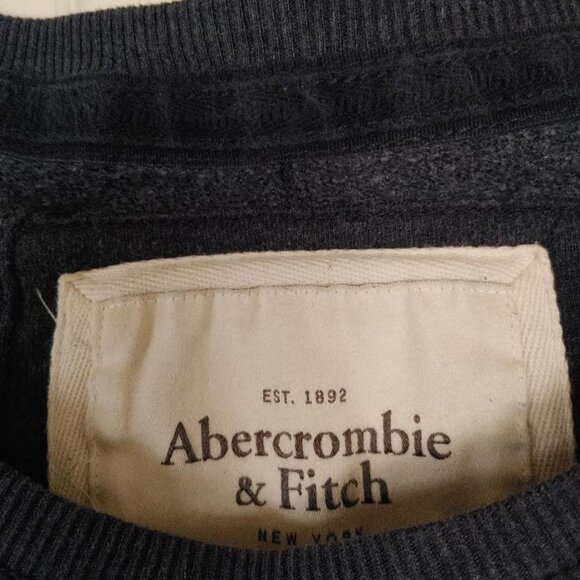 EST. 1892
Abercrombie
& Fitch
NEW YORK